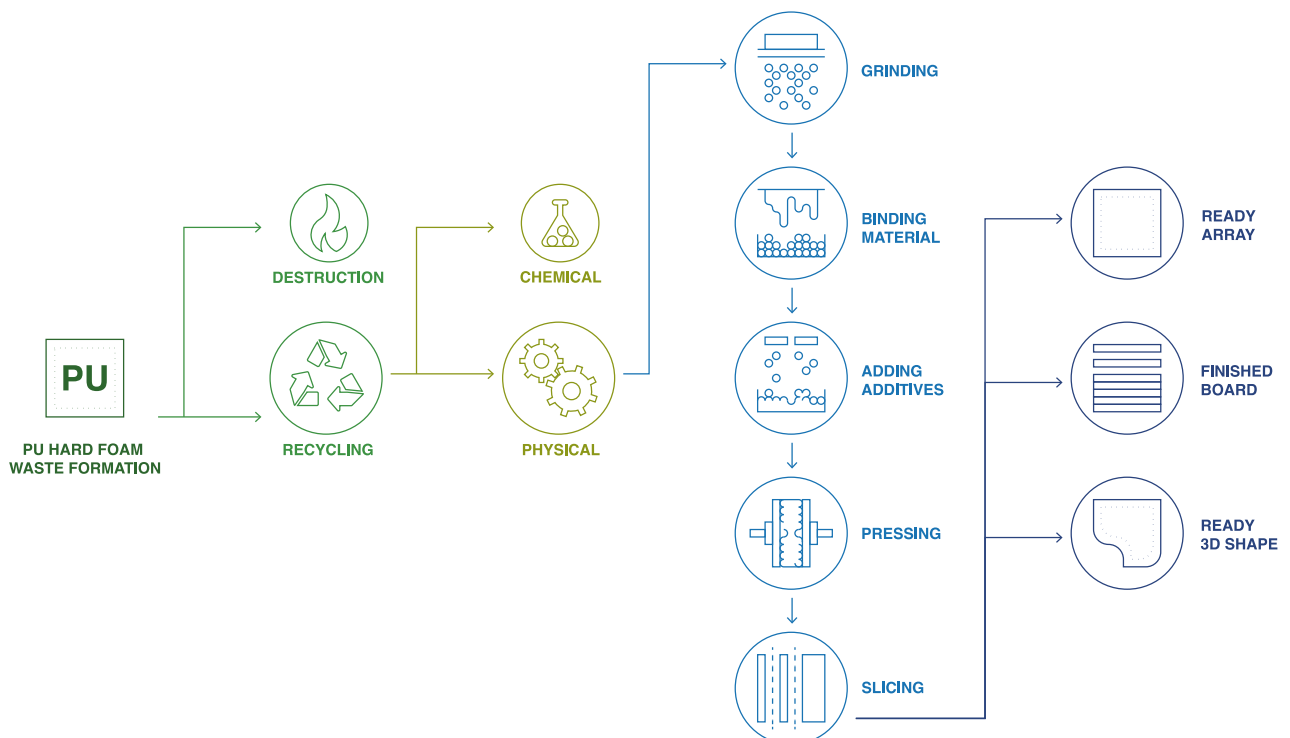 PU
PU HARD FOAM
WASTE FORMATION
DESTRUCTION
RECYCLING
CHEMICAL
PHYSICAL
GRINDING
BINDING
MATERIAL
ADDING
ADDITIVES
PRESSING
SLICING
READY
ARRAY
FINISHED
BOARD
READY
3D SHAPE